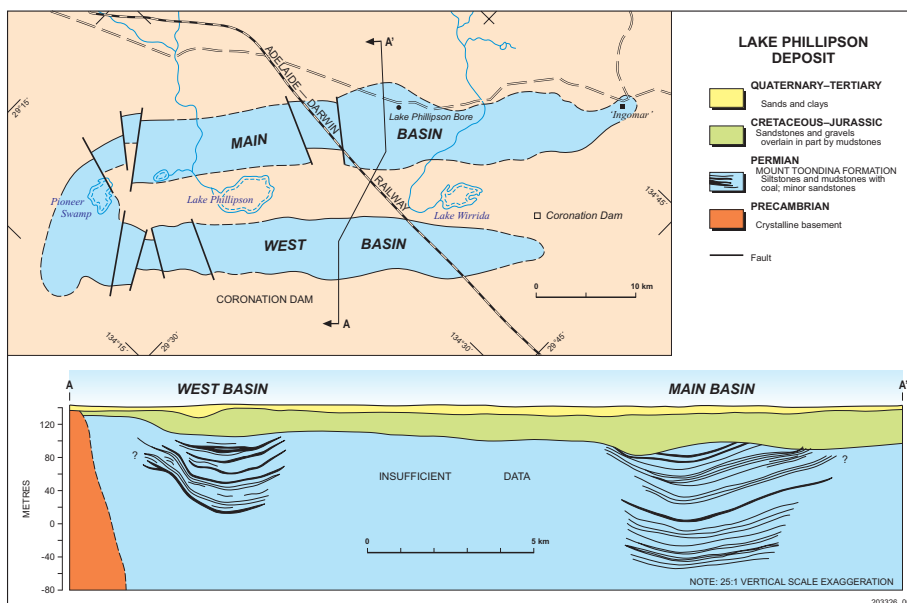 LAKE PHILLIPSON
DEPOSIT
QUATERNARY–TERTIARY
Sands and clays
CRETACEOUS–JURASSIC
Sandstones and gravels
overlain in part by mudstones
PERMIAN
MOUNT TOONDINA FORMATION
Siltstones and mudstones with
coal; minor sandstones
PRECAMBRIAN
Crystalline basement
Fault
A'
ADELAIDE — DARWIN
RAILWAY
29°15'
Lake Phillipson Bore
'Ingomar'
MAIN
BASIN
134°45'
Pioneer
Swamp
Lake Phillipson
Lake Wirrida
Coronation Dam
WEST
BASIN
0
10 km
CORONATION DAM
A
134°15'
29°30'
134°30'
29°45'
A
WEST BASIN
MAIN BASIN
A'
120
80
40
0
-40
-80
METRES
?
INSUFFICIENT DATA
?
0
5 km
NOTE: 25:1 VERTICAL SCALE EXAGGERATION